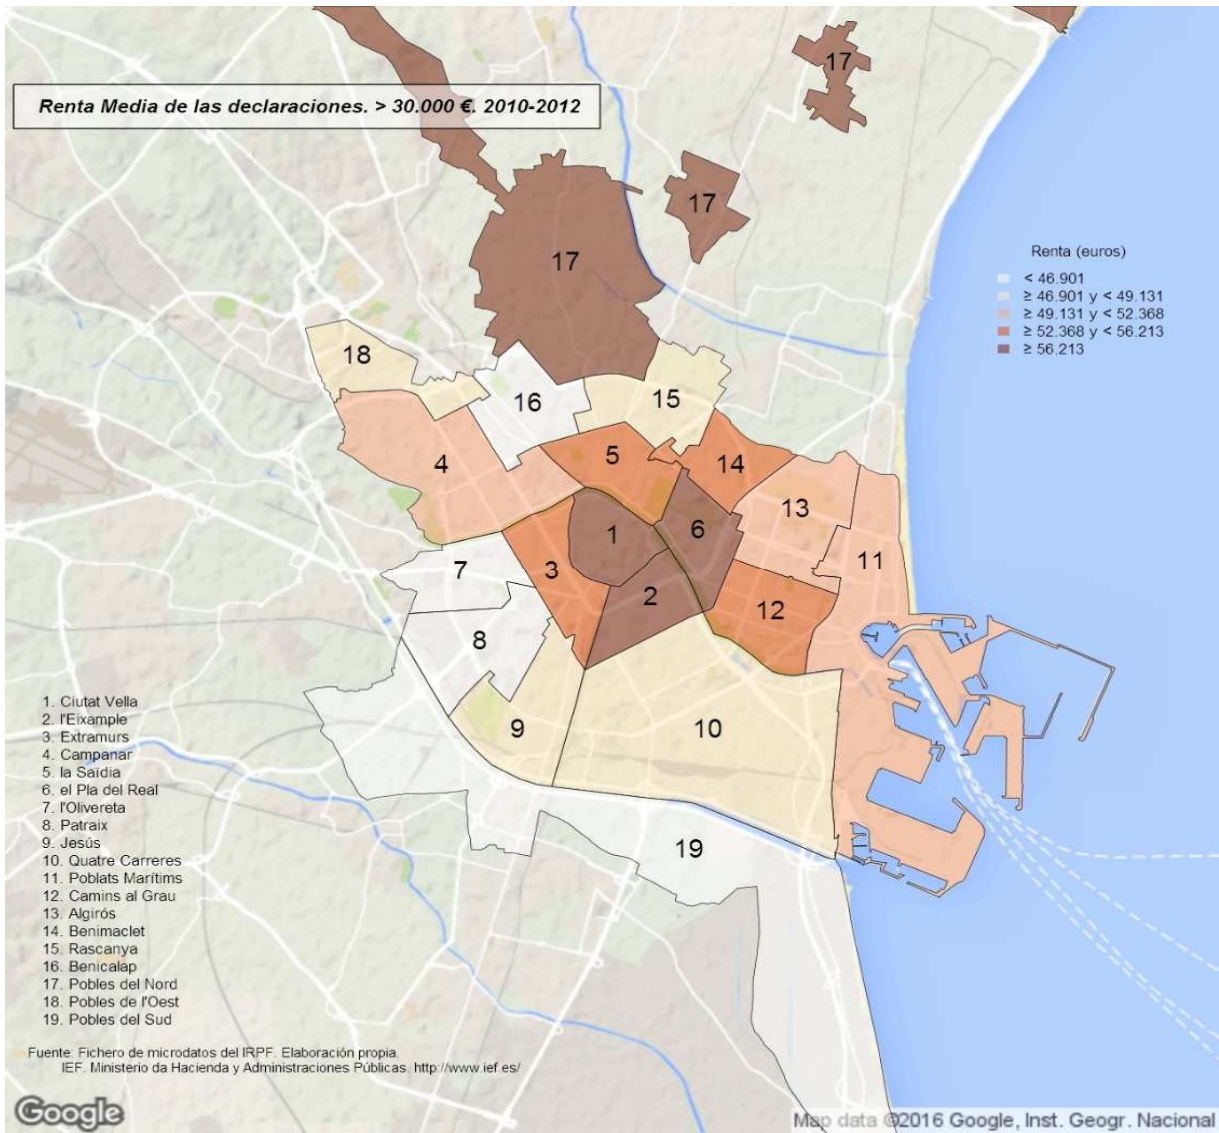 Renta Media de las declaraciones. > 30.000 €. 2010-2012
17
17
17
Renta (euros)
< 46.901
≥ 46.901 y < 49.131
≥ 49.131 y < 52.368
≥ 52.368 y < 56.213
≥ 56.213
18
16
15
4
5
14
13
1
6
11
7
3
2
12
8
9
10
19
1. Ciutat Vella
2. l'Eixample
3. Extramurs
4. Campanar
5. la Saïdia
6. el Pla del Real
7. l'Olivereta
8. Patraix
9. Jesús
10. Quatre Carreres
11. Poblats Marítims
12. Camins al Grau
13. Algirós
14. Benimaclet
15. Rascanya
16. Benicalap
17. Pobles del Nord
18. Pobles de l'Oest
19. Pobles del Sud
Fuente: Fichero de microdatos del IRPF. Elaboración propia.
IEF. Ministerio da Hacienda y Administraciones Públicas. http://www.ief.es/
Google
Map data ©2016 Google, Inst. Geogr. Nacional